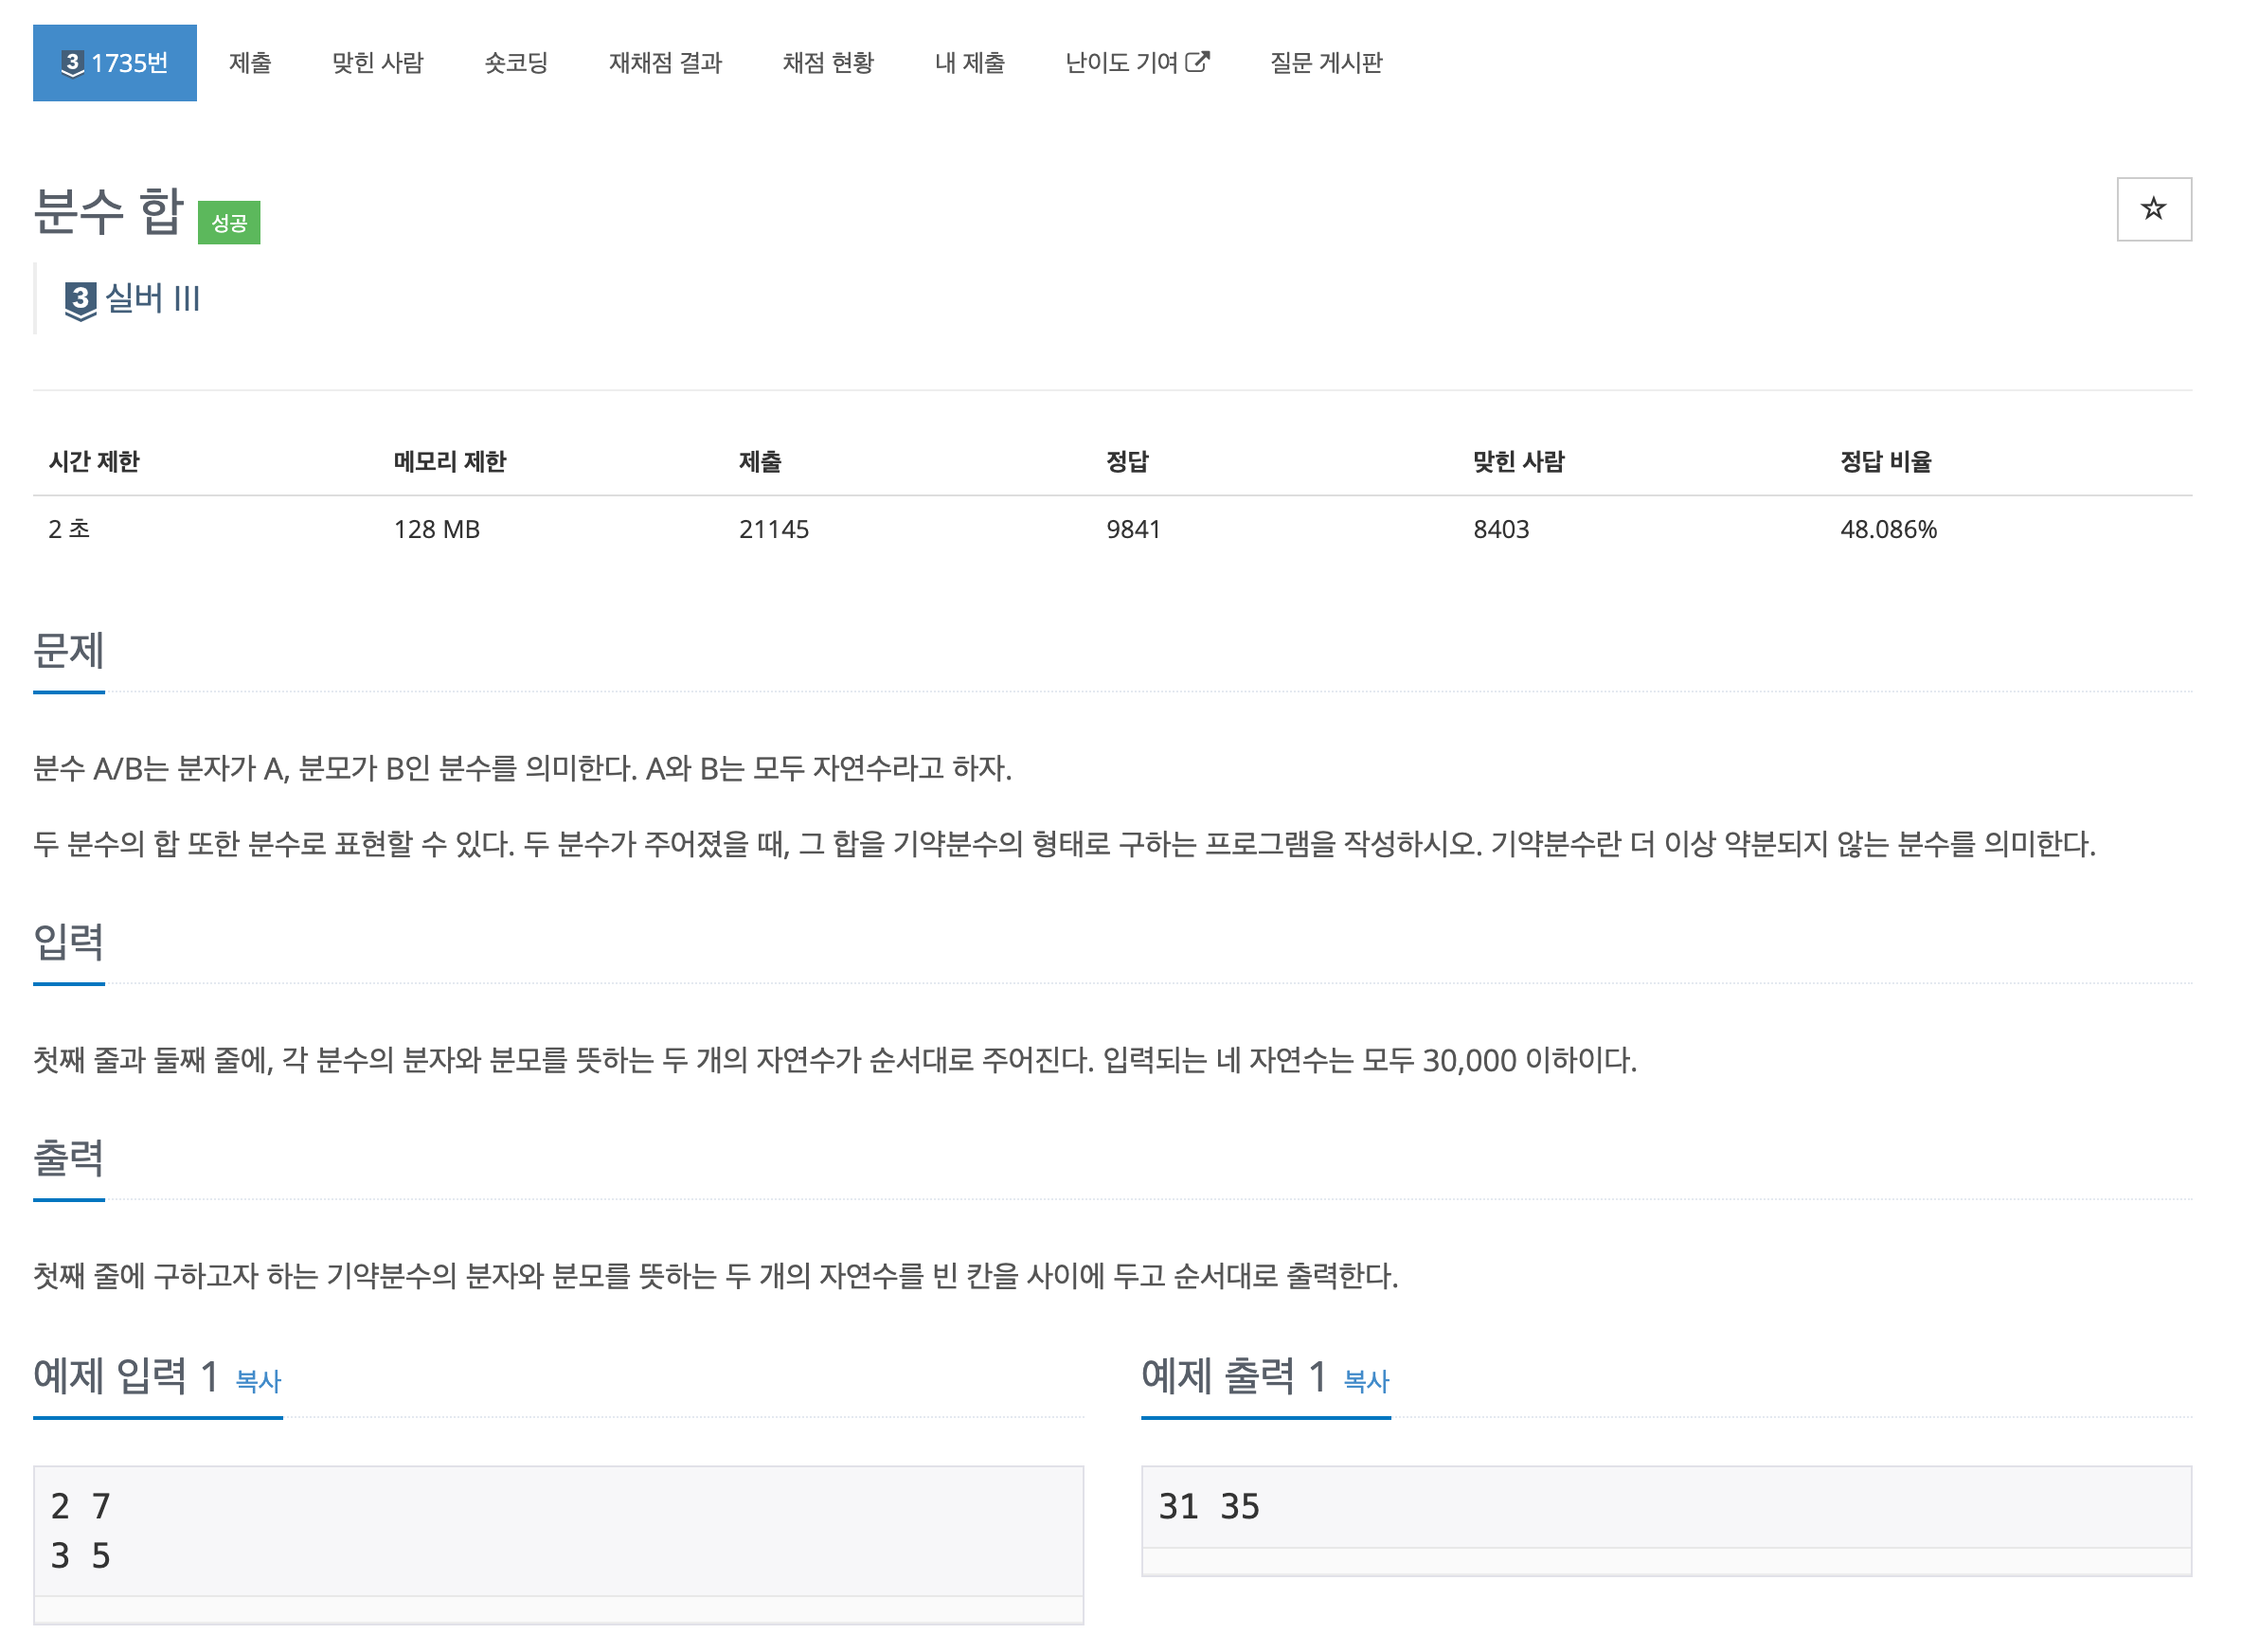 3 1735번 제출 맞힌 사람 숏코딩 재채점 결과 채점 현황 내 제출 난이도 기여 질문 게시판
분수 합 성공
3 실버 III
시간 제한 메모리 제한 제출 정답 맞힌 사람 정답 비율
2 초 128 MB 21145 9841 8403 48.086%
문제
분수 A/B는 분자가 A, 분모가 B인 분수를 의미한다. A와 B는 모두 자연수라고 하자.
두 분수의 합 또한 분수로 표현할 수 있다. 두 분수가 주어졌을 때, 그 합을 기약분수의 형태로 구하는 프로그램을 작성하시오. 기약분수란 더 이상 약분되지 않는 분수를 의미한다.
입력
첫째 줄과 둘째 줄에, 각 분수의 분자와 분모를 뜻하는 두 개의 자연수가 순서대로 주어진다. 입력되는 네 자연수는 모두 30,000 이하이다.
출력
첫째 줄에 구하고자 하는 기약분수의 분자와 분모를 뜻하는 두 개의 자연수를 빈 칸을 사이에 두고 순서대로 출력한다.
예제 입력 1 복사
2 7
3 5
예제 출력 1 복사
31 35